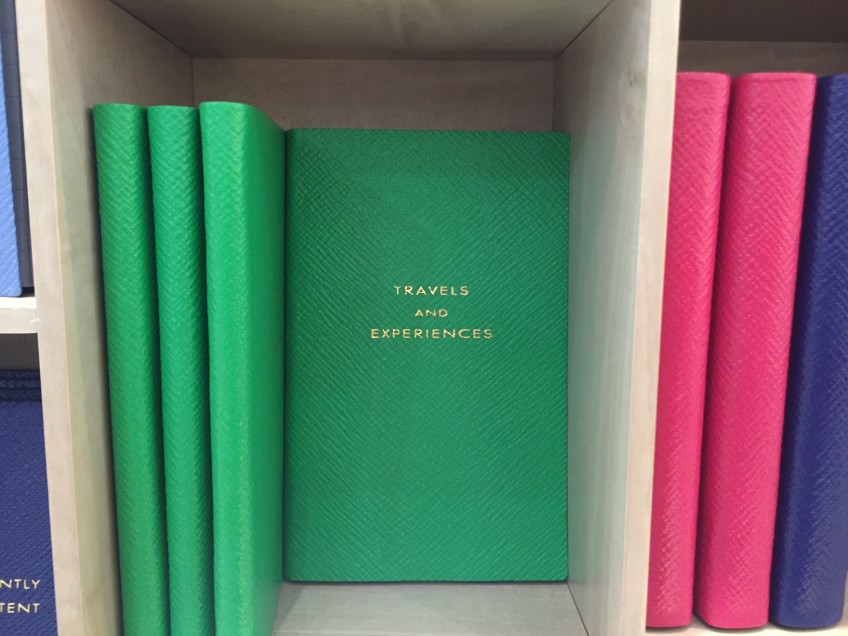 TRAVELS
AND
EXPERIENCES
NTLY
TENT